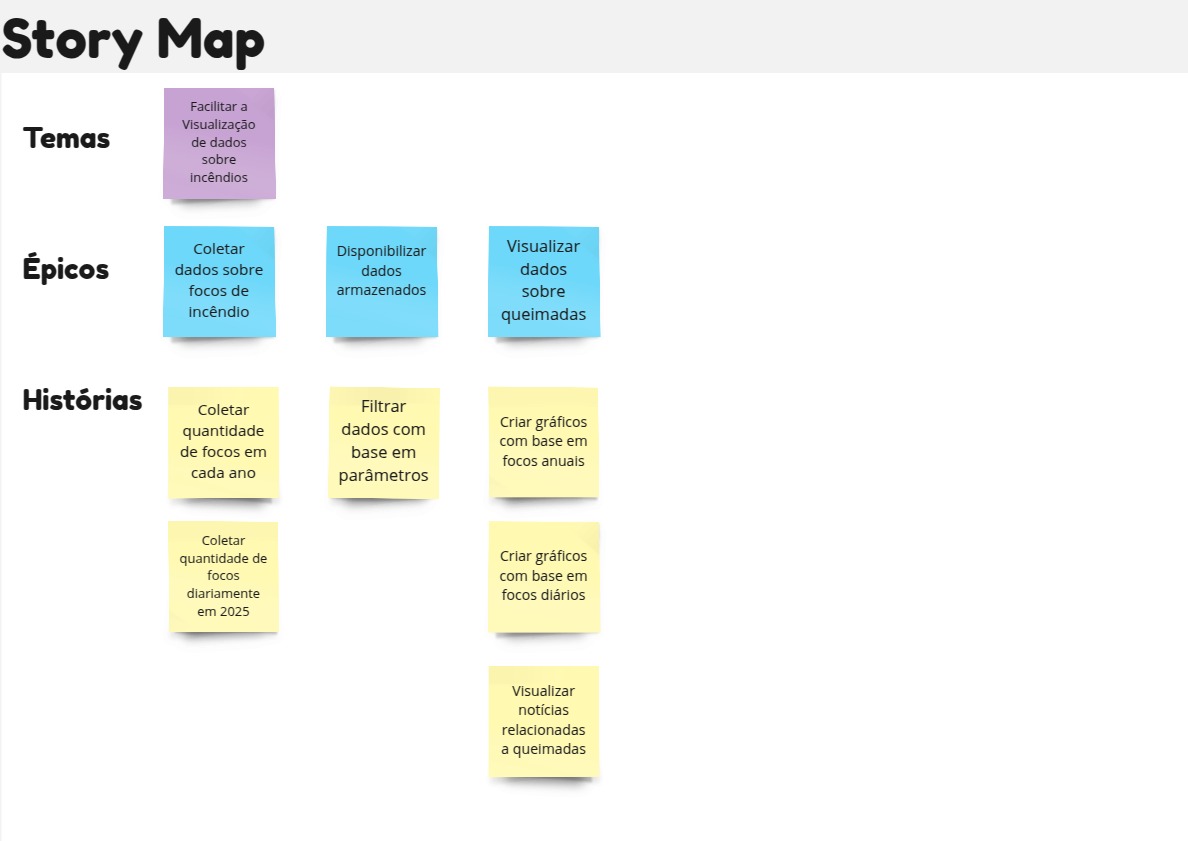 Story Map
Temas
Facilitar a
Visualização
de dados
sobre
incêndios
Épicos
Coletar
dados sobre
focos de
incêndio
Disponibilizar
dados
armazenados
Visualizar
dados
sobre
queimadas
Histórias
Coletar
quantidade
de focos em
cada ano
Filtrar
dados com
base em
parâmetros
Criar gráficos
com base em
focos anuais
Coletar
quantidade de
focos
diariamente
em 2025
Criar gráficos
com base em
focos diários
Visualizar
notícias
relacionadas
a queimadas